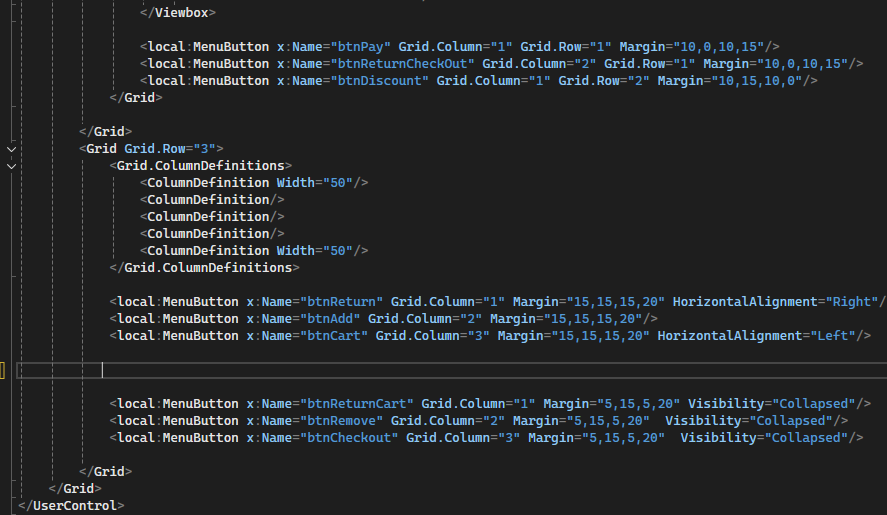 </Viewbox>
<local:MenuButton x:Name="btnPay" Grid.Column="1" Grid.Row="1" Margin="10,0,10,15"/>
<local:MenuButton x:Name="btnReturnCheckOut" Grid.Column="2" Grid.Row="1" Margin="10,0,10,15"/>
<local:MenuButton x:Name="btnDiscount" Grid.Column="1" Grid.Row="2" Margin="10,15,10,0"/>
</Grid>
</Grid>
<Grid Grid.Row="3">
<Grid.ColumnDefinitions>
<ColumnDefinition Width="50"/>
<ColumnDefinition/>
<ColumnDefinition/>
<ColumnDefinition/>
<ColumnDefinition Width="50"/>
</Grid.ColumnDefinitions>
<local:MenuButton x:Name="btnReturn" Grid.Column="1" Margin="15,15,15,20" HorizontalAlignment="Right"/
<local:MenuButton x:Name="btnAdd" Grid.Column="2" Margin="15,15,15,20"/>
<local:MenuButton x:Name="btnCart" Grid.Column="3" Margin="15,15,15,20" HorizontalAlignment="Left"/>
<local:MenuButton x:Name="btnReturnCart" Grid.Column="1" Margin="5,15,5,20" Visibility="Collapsed"/>
<local:MenuButton x:Name="btnRemove" Grid.Column="2" Margin="5,15,5,20"  Visibility="Collapsed"/>
<local:MenuButton x:Name="btnCheckout" Grid.Column="3" Margin="5,15,5,20"  Visibility="Collapsed"/>
</Grid>
</Grid>
</UserControl>